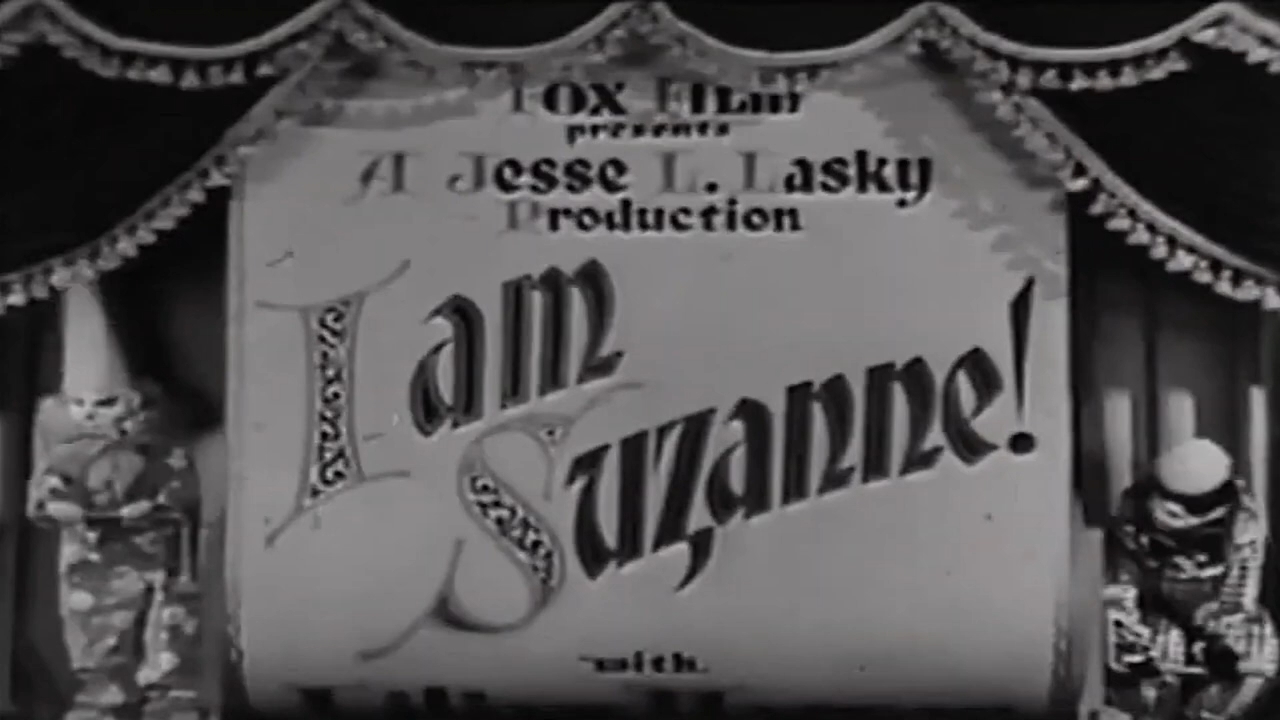 Fox Film
presents
A Jesse L. Lasky
Production
I am
Suzanne!
with